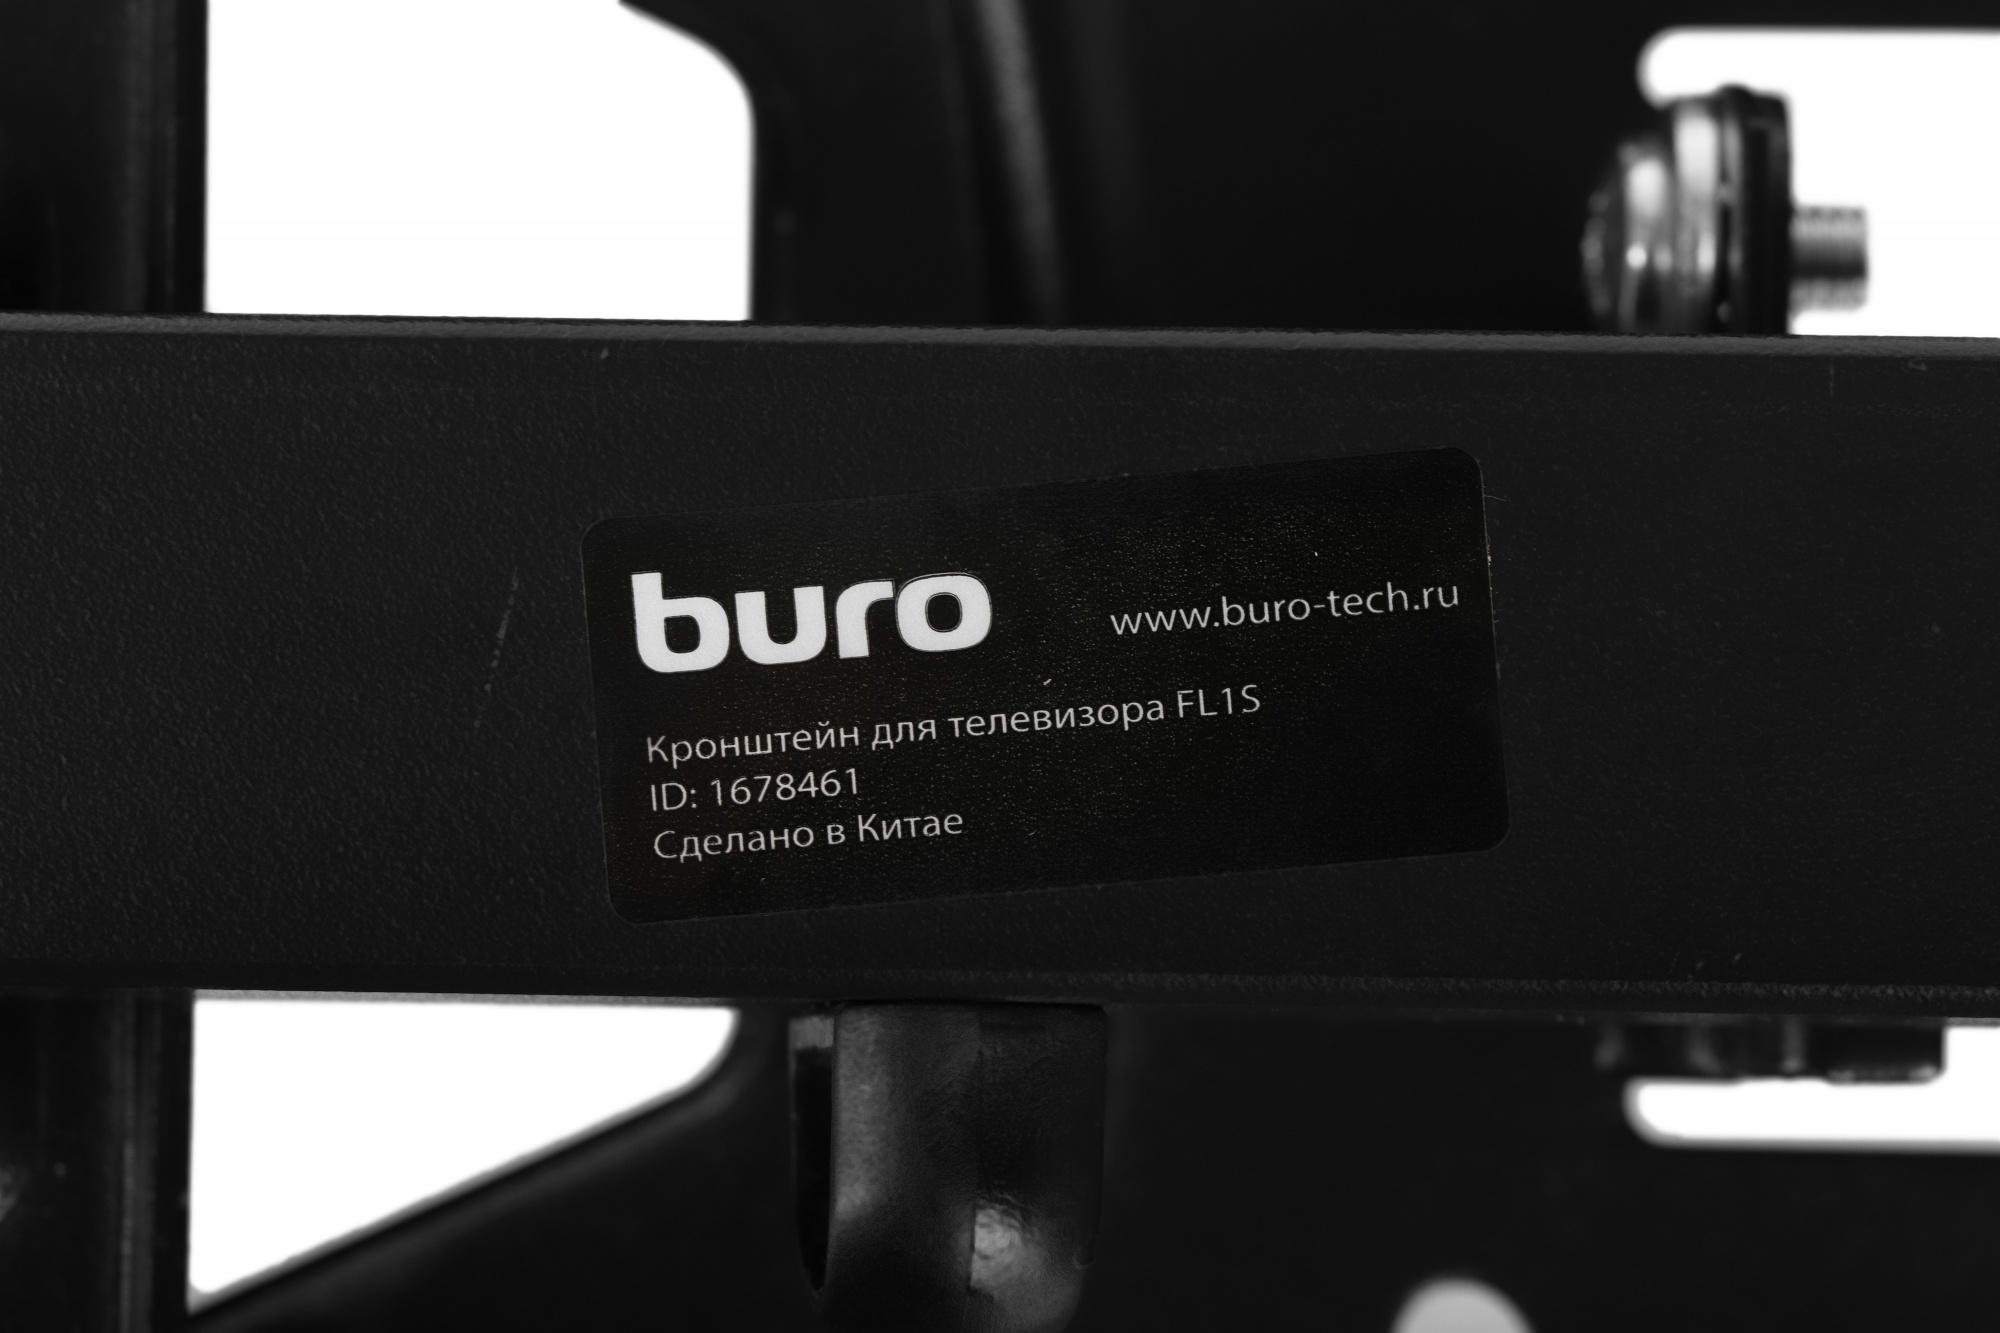 buro
www.buro-tech.ru
Кронштейн для телевизора FL1S
ID: 1678461
Сделано в Китае